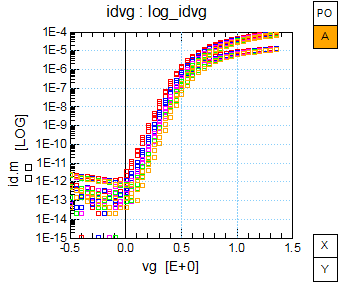 idvg : log_idvg
PO
A
1E-4
1E-5
1E-6
1E-7
1E-8
1E-9
1E-10
1E-11
1E-12
1E-13
1E-14
1E-15
id.m [LOG]
-0.5
0.0
0.5
1.0
1.5
vg [E+0]
X
Y